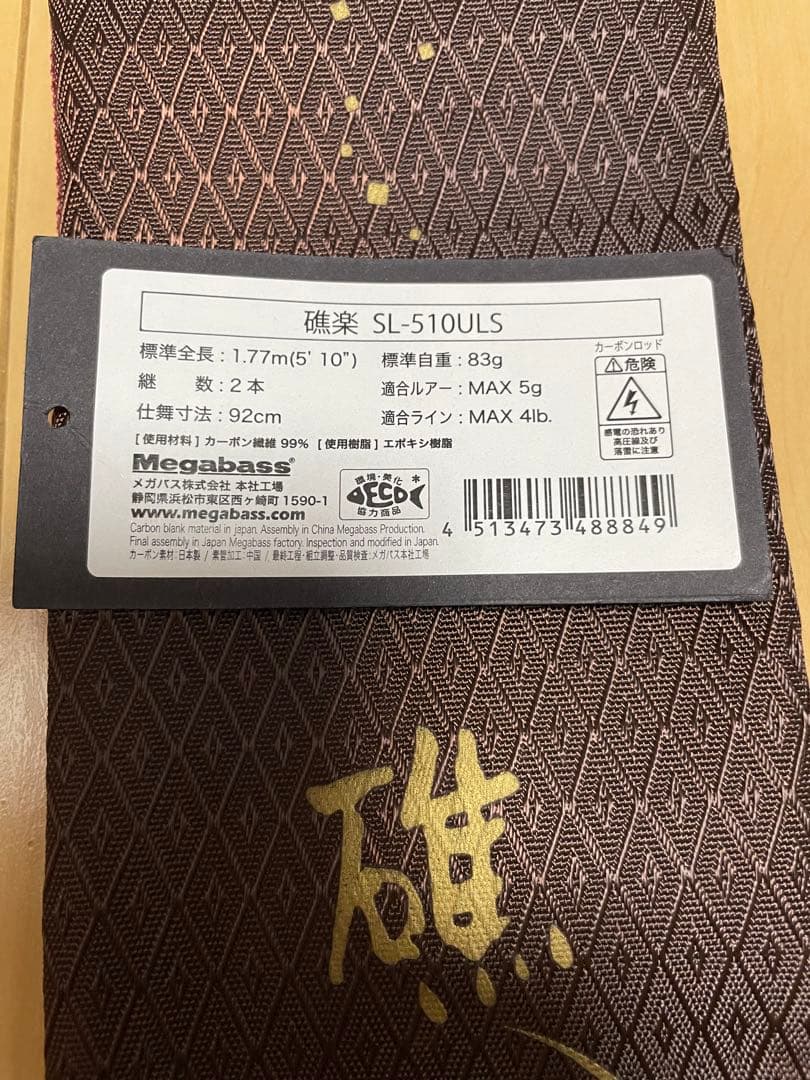 礁楽 SL-510ULS
標準全長 : 1.77m(5' 10") 標準自重 : 83g
継 数 : 2 本 適合ルアー : MAX 5g
仕舞寸法 : 92cm 適合ライン : MAX 4lb.
[ 使用材料 ] カーボン繊維 99% [ 使用樹脂 ] エポキシ樹脂
カーボンロッド
⚠危険
感電の恐れあり
高圧線及び
落雷に注意
Megabass®
メガバス株式会社 本社工場
静岡県浜松市東区西ヶ崎町 1590-1
www.megabass.com
環境・美化
ECO
協力商品
4 513473 488849
Carbon blank material in japan. Assembly in China Megabass Production.
Final assembly in Japan Megabass factory. Inspection and modified in Japan.
カーボン素材 : 日本製 / 素管加工 : 中国 / 最終工程・組立調整・品質検査 : メガバス本社工場
礁